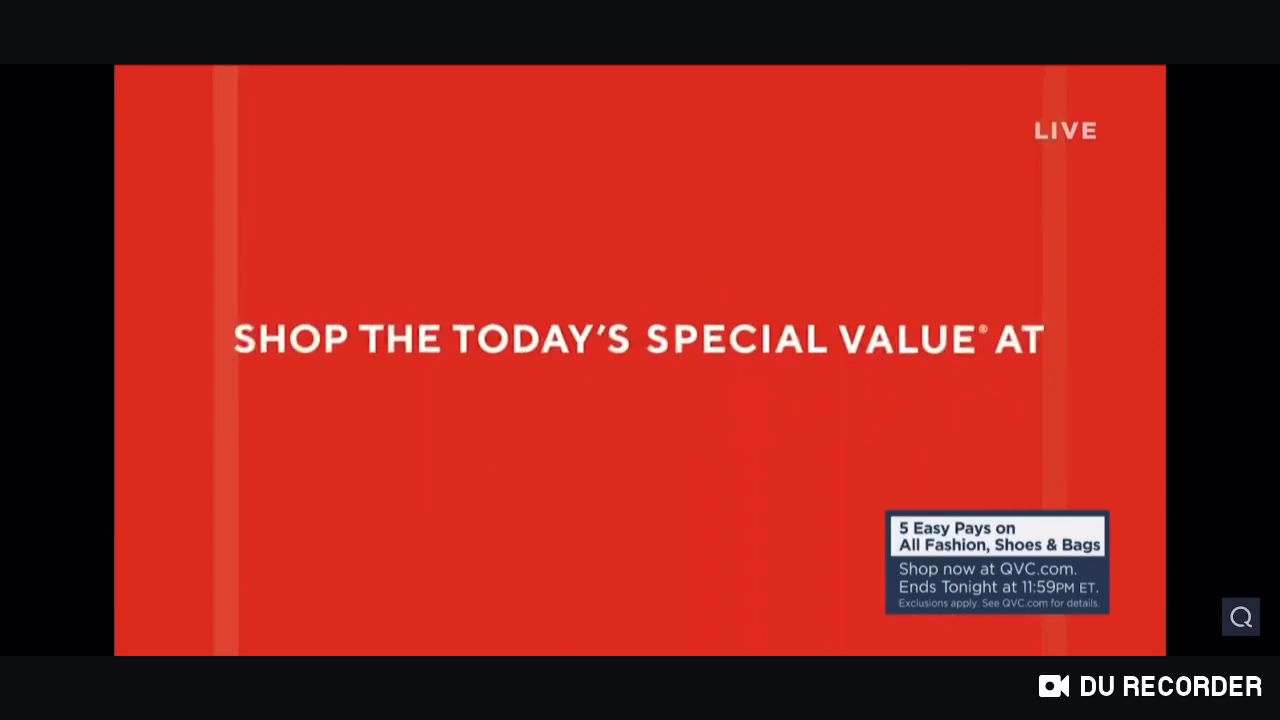 LIVE
SHOP THE TODAY'S SPECIAL VALUE® AT
5 Easy Pays on
All Fashion, Shoes & Bags
Shop now at QVC.com.
Ends Tonight at 11:59PM ET.
Exclusions apply. See QVC.com for details.
Q
DU RECORDER